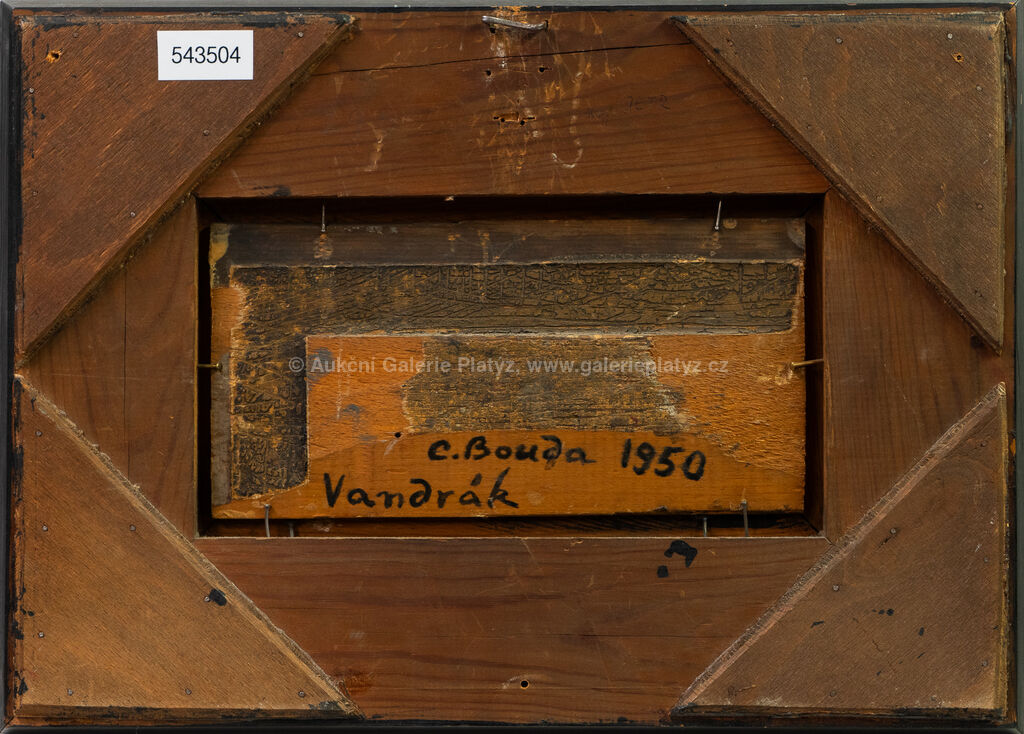 543504
© Aukční Galerie Platýz, www.galerieplatyz.cz
C. Bouda 1950
Vandrák